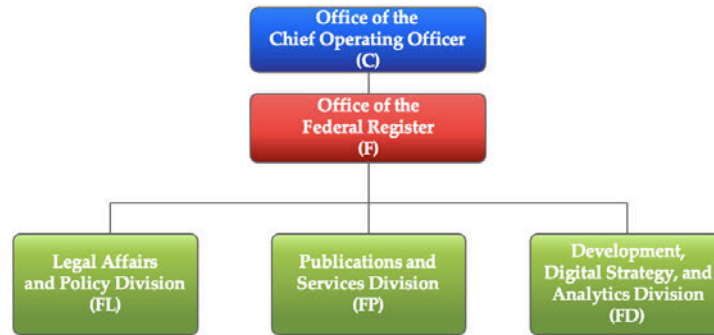 Office of the
Chief Operating Officer
(C)
Office of the
Federal Register
(F)
Legal Affairs
and Policy Division
(FL)
Publications and
Services Division
(FP)
Development,
Digital Strategy, and
Analytics Division
(FD)